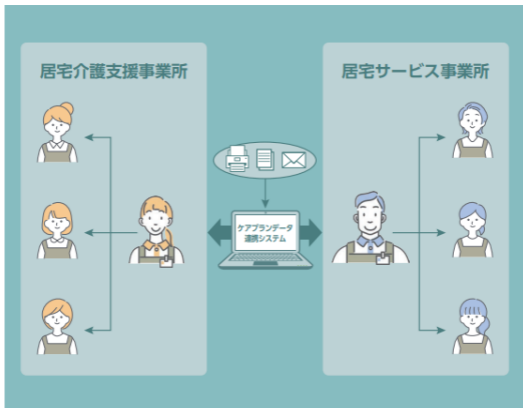 居宅介護支援事業所
居宅サービス事業所
ケアプランデータ
連携システム